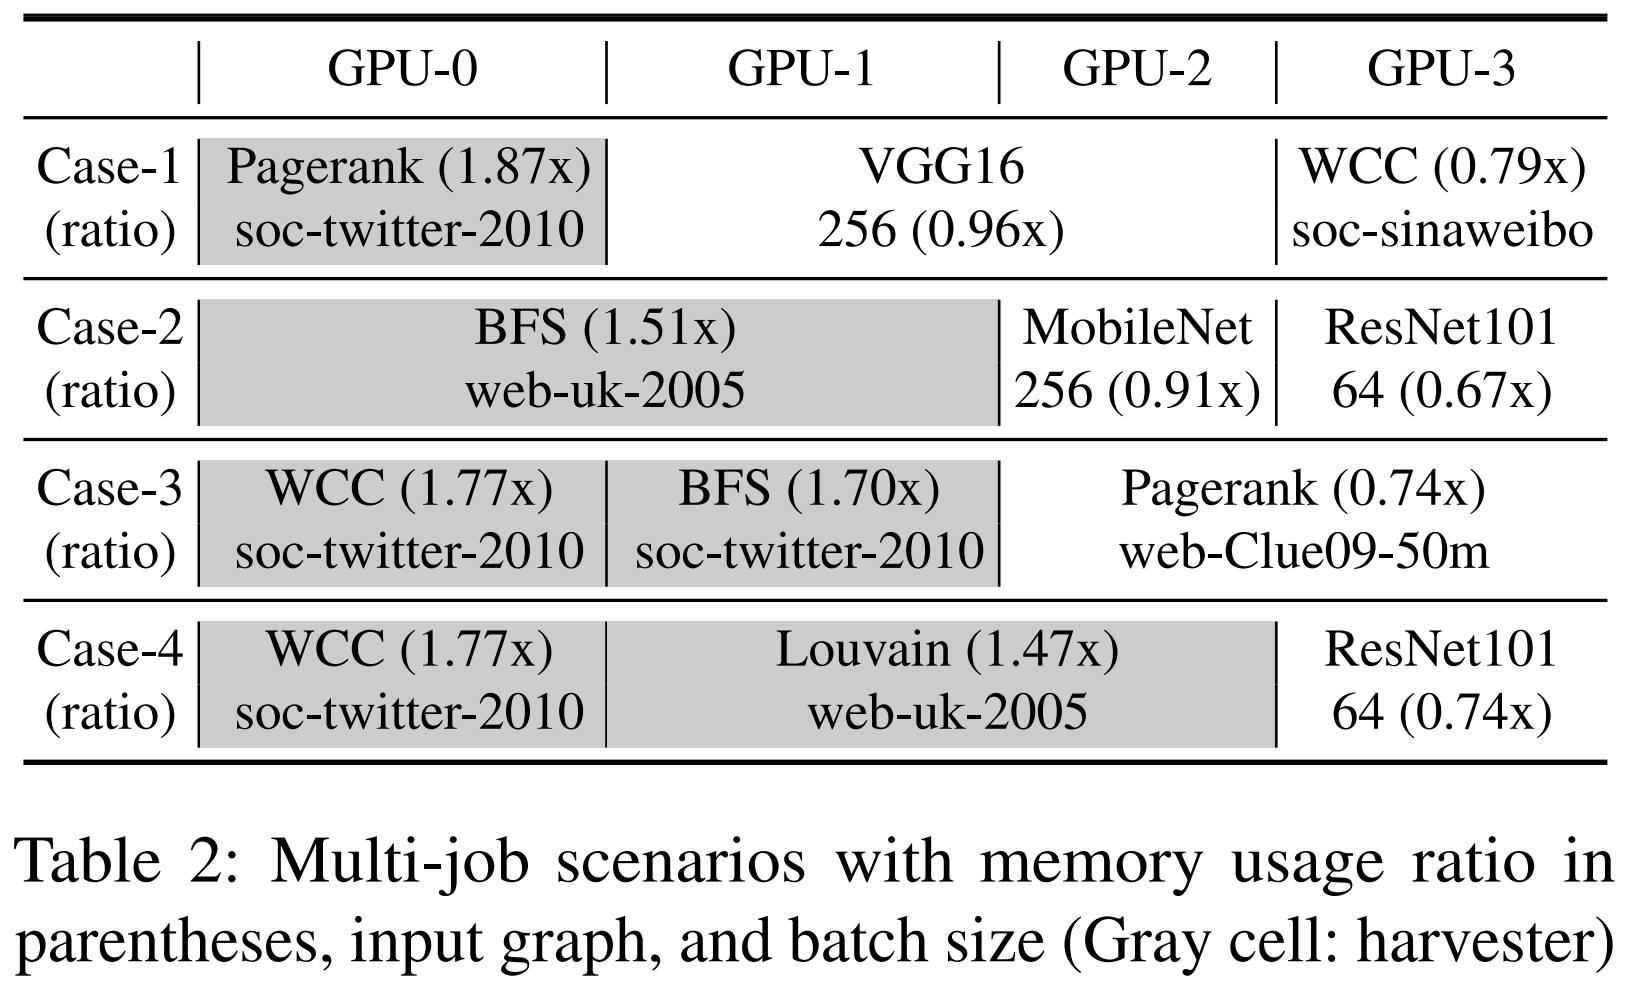 GPU-0 GPU-1 GPU-2 GPU-3
Case-1 Pagerank (1.87x) VGG16 WCC (0.79x)
(ratio) soc-twitter-2010 256 (0.96x) soc-sinaweibo
Case-2 BFS (1.51x) MobileNet ResNet101
(ratio) web-uk-2005 256 (0.91x) 64 (0.67x)
Case-3 WCC (1.77x) BFS (1.70x) Pagerank (0.74x)
(ratio) soc-twitter-2010 soc-twitter-2010 web-Clue09-50m
Case-4 WCC (1.77x) Louvain (1.47x) ResNet101
(ratio) soc-twitter-2010 web-uk-2005 64 (0.74x)
Table 2: Multi-job scenarios with memory usage ratio in
parentheses, input graph, and batch size (Gray cell: harvester)